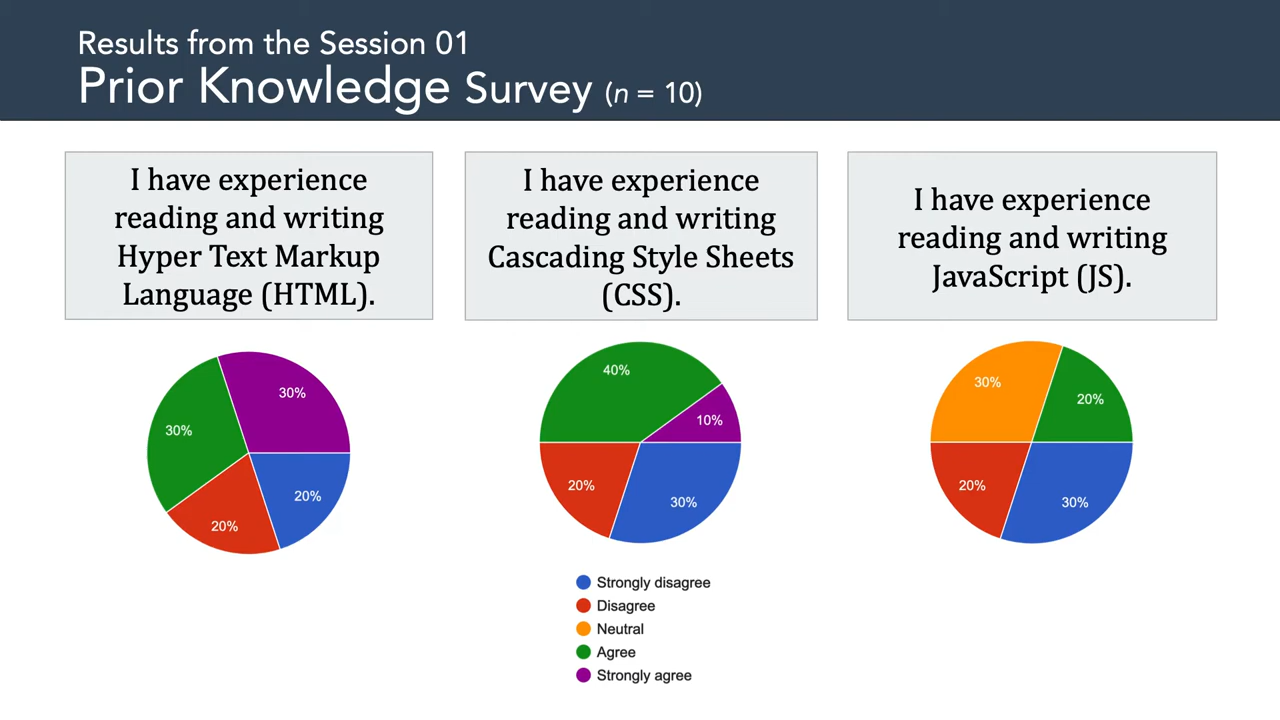 Results from the Session 01
Prior Knowledge Survey (n = 10)
I have experience
reading and writing
Hyper Text Markup
Language (HTML).
I have experience
reading and writing
Cascading Style Sheets
(CSS).
I have experience
reading and writing
JavaScript (JS).
30%
30%
20%
20%
40%
10%
20%
30%
30%
20%
20%
30%
Strongly disagree
Disagree
Neutral
Agree
Strongly agree